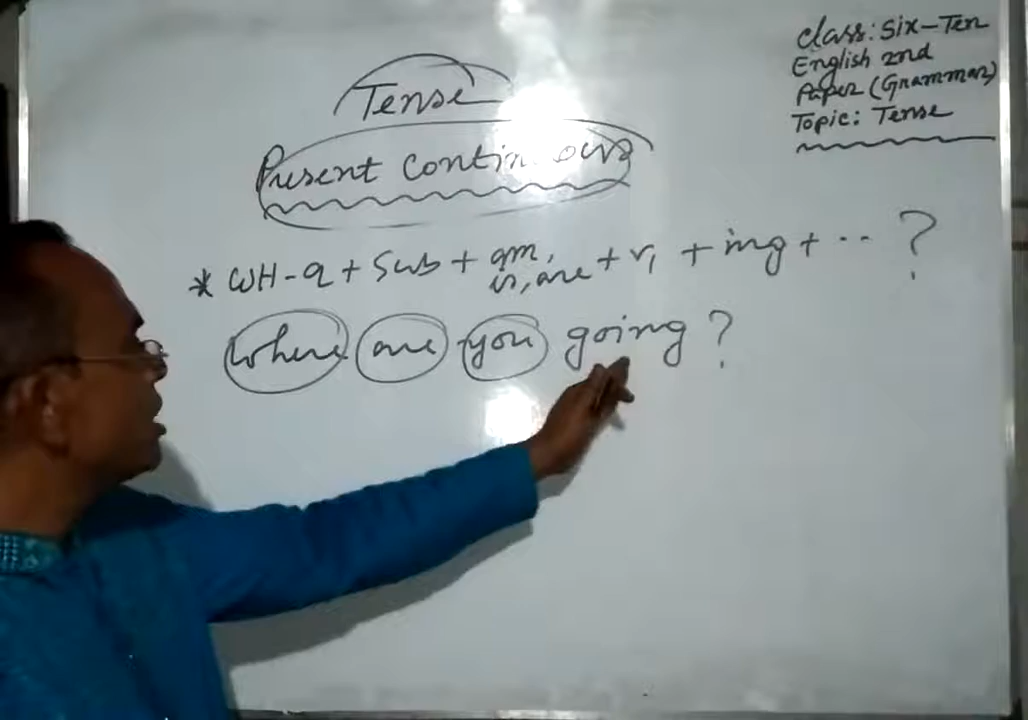 Class: Six-Ten
English 2nd
Paper (Grammar)
Topic: Tense
Tense
Present Continuous
* WH-q + Sub + am, is, are + v1 + ing + ... ?
Where are you going ?